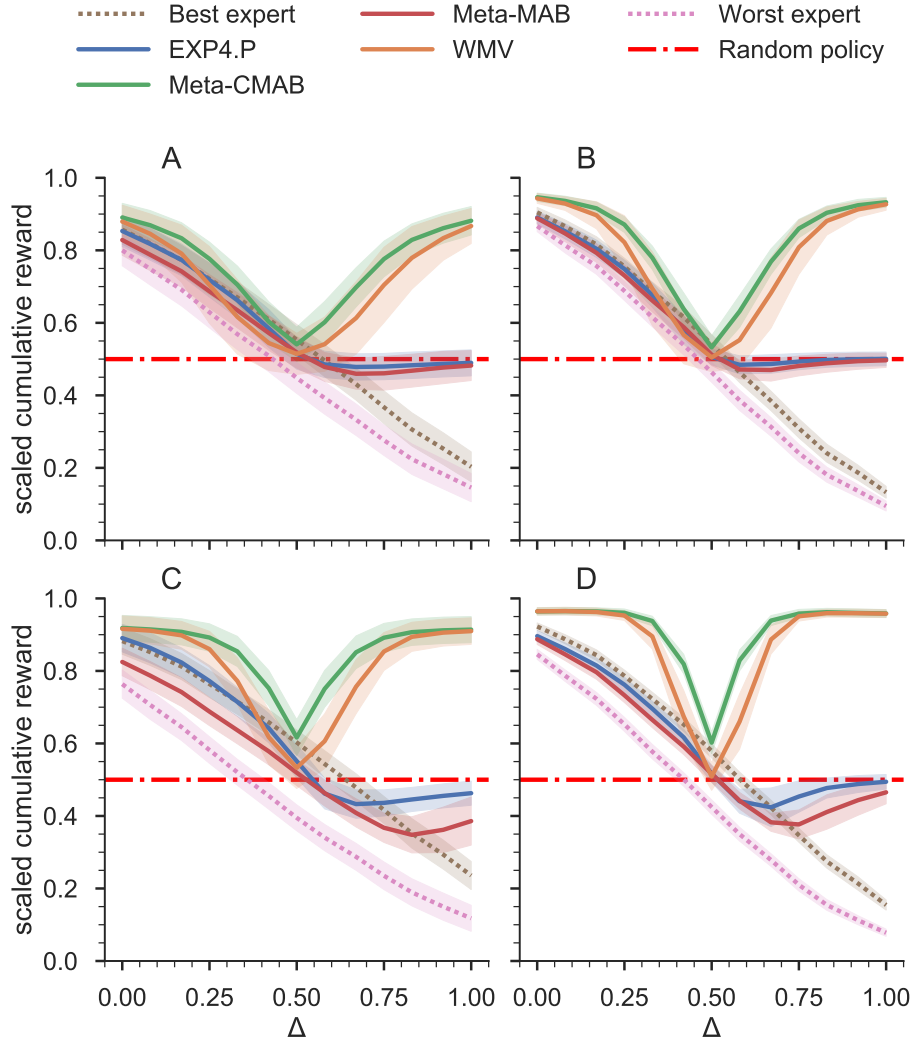 Best expert Meta-MAB Worst expert
EXP4.P WMV Random policy
Meta-CMAB
A B
1.0
0.8
0.6
0.4
0.2
0.0
scaled cumulative reward
C D
1.0
0.8
0.6
0.4
0.2
0.0
scaled cumulative reward
0.00 0.25 0.50 0.75 1.00 0.00 0.25 0.50 0.75 1.00
Δ Δ